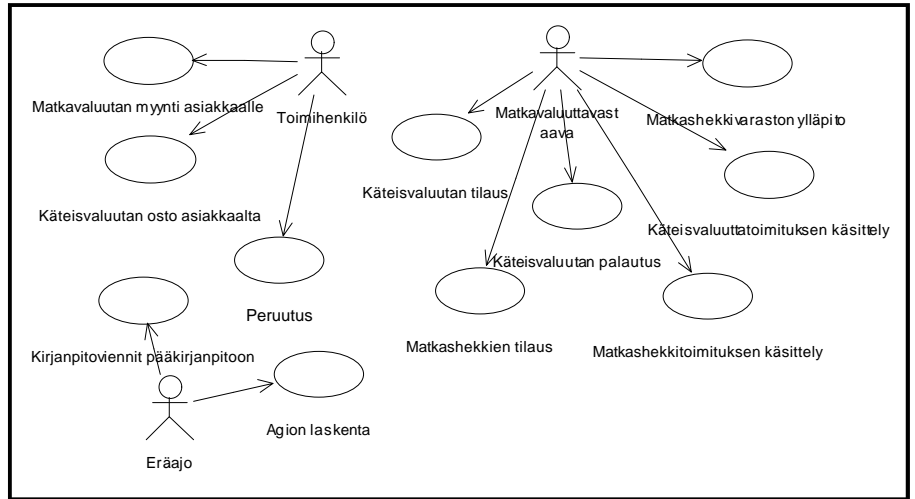 Matkavaluutan myynti asiakkaalle
Toimihenkilö
Matkavaluuttavast
aava
Matkashekkivaraston ylläpito
Käteisvaluutan osto asiakkaalta
Käteisvaluutan tilaus
Käteisvaluuttatoimituksen käsittely
Käteisvaluutan palautus
Peruutus
Matkashekkien tilaus
Matkashekkitoimituksen käsittely
Kirjanpitoviennit pääkirjanpitoon
Agion laskenta
Eräajo